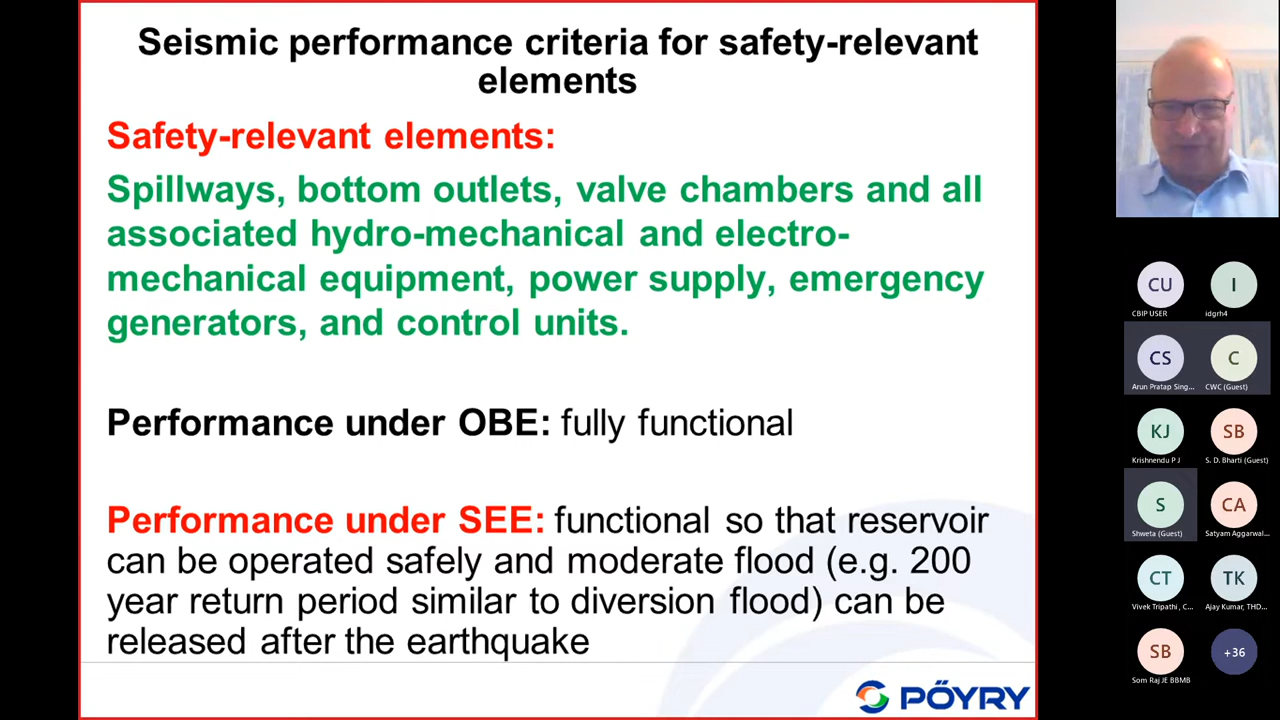 Seismic performance criteria for safety-relevant
elements
Safety-relevant elements:
Spillways, bottom outlets, valve chambers and all
associated hydro-mechanical and electro-
mechanical equipment, power supply, emergency
generators, and control units.
Performance under OBE: fully functional
Performance under SEE: functional so that reservoir
can be operated safely and moderate flood (e.g. 200
year return period similar to diversion flood) can be
released after the earthquake
PÖYRY
CU
CBIP USER
I
idgrh4
CS
Arun Pratap Sing...
C
CWC (Guest)
KJ
Krishnendu P J
SB
S. D. Bharti (Guest)
S
Shweta (Guest)
CA
Satyam Aggarwal...
CT
Vivek Tripathi , C...
TK
Ajay Kumar, THD...
SB
Som Raj JE BBMB
+36